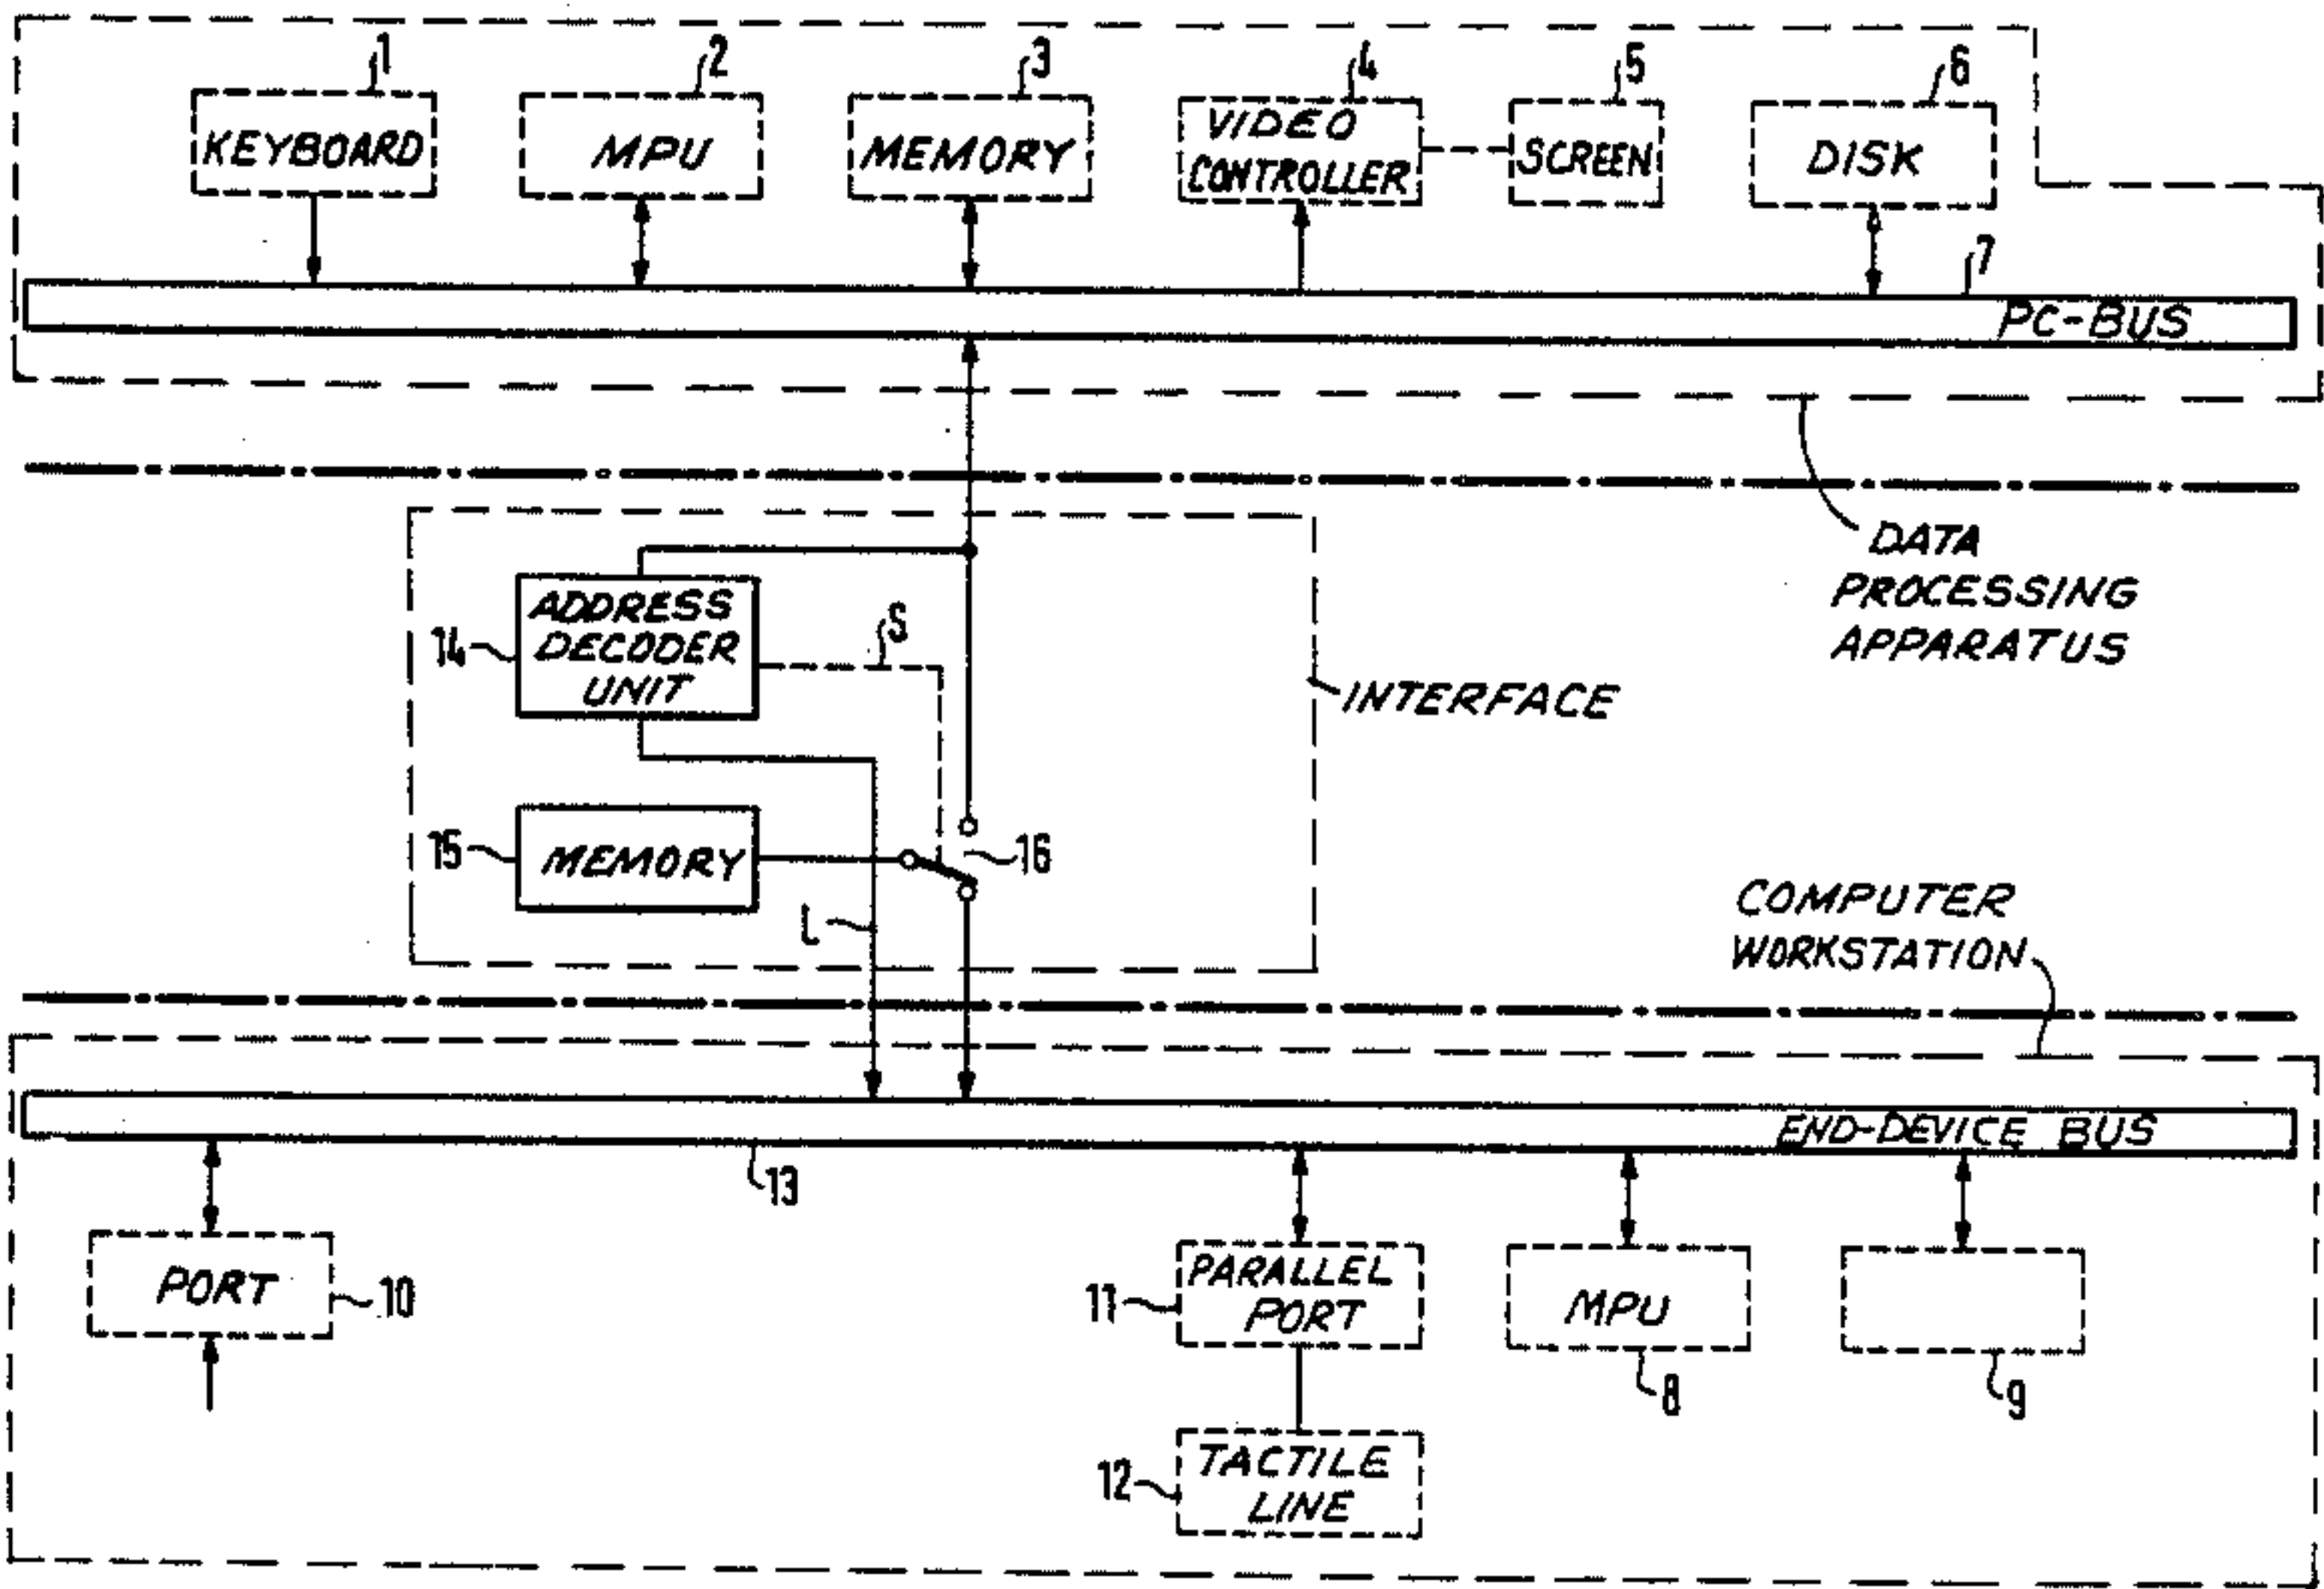 1
2
3
4
5
6
KEYBOARD
MPU
MEMORY
VIDEO
CONTROLLER
SCREEN
DISK
7
PC-BUS
DATA
PROCESSING
APPARATUS
ADDRESS
DECODER
UNIT
14
S
INTERFACE
MEMORY
15
16
L
COMPUTER
WORKSTATION
END-DEVICE BUS
13
PORT
10
11
PARALLEL
PORT
MPU
8
9
12
TACTILE
LINE